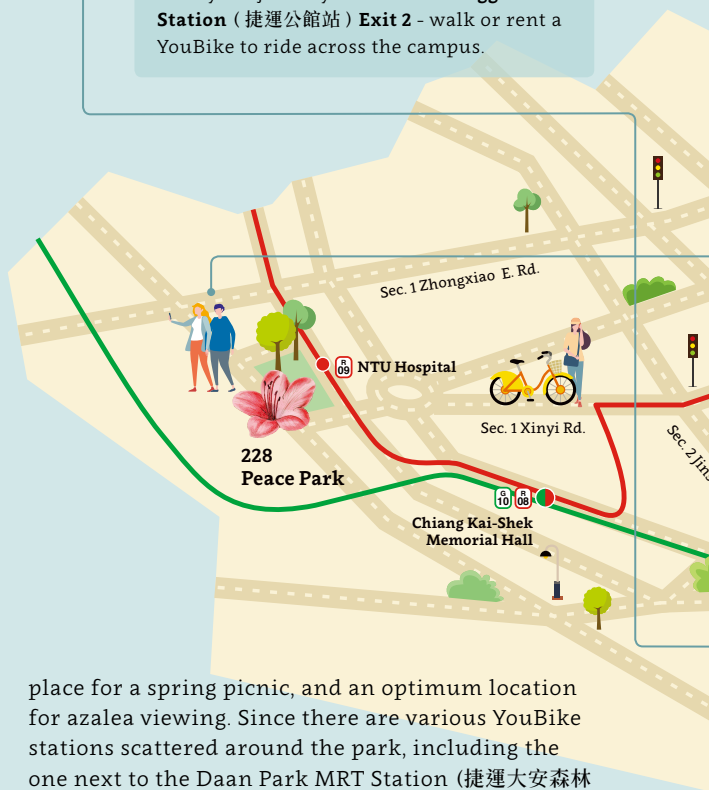 Station (捷運公館站) Exit 2 - walk or rent a
YouBike to ride across the campus.
Sec. 1 Zhongxiao E. Rd.
R
09
NTU Hospital
Sec. 1 Xinyi Rd.
228
Peace Park
G
10
R
08
Chiang Kai-Shek
Memorial Hall
place for a spring picnic, and an optimum location
for azalea viewing. Since there are various YouBike
stations scattered around the park, including the
one next to the Daan Park MRT Station (捷運大安森林